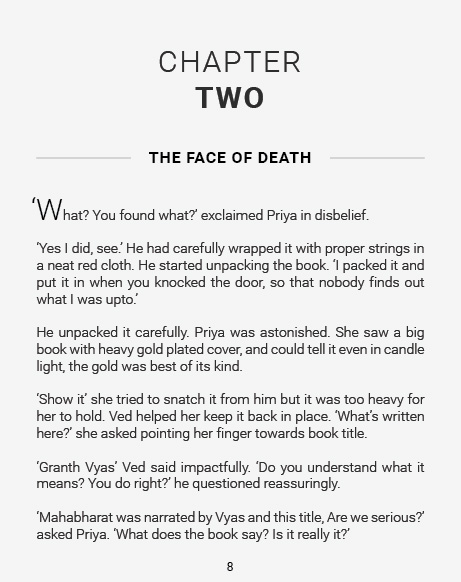 CHAPTER
TWO
THE FACE OF DEATH
‘What? You found what?’ exclaimed Priya in disbelief.
‘Yes I did, see.’ He had carefully wrapped it with proper strings in
a neat red cloth. He started unpacking the book. ‘I packed it and
put it in when you knocked the door, so that nobody finds out
what I was upto.’
He unpacked it carefully. Priya was astonished. She saw a big
book with heavy gold plated cover, and could tell it even in candle
light, the gold was best of its kind.
‘Show it’ she tried to snatch it from him but it was too heavy for
her to hold. Ved helped her keep it back in place. ‘What’s written
here?’ she asked pointing her finger towards book title.
‘Granth Vyas’ Ved said impactfully. ‘Do you understand what it
means? You do right?’ he questioned reassuringly.
‘Mahabharat was narrated by Vyas and this title, Are we serious?’
asked Priya. ‘What does the book say? Is it really it?’
8